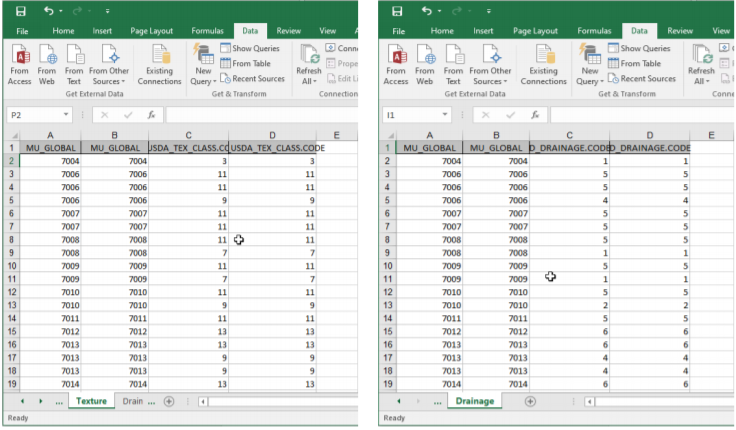 File Home Insert Page Layout Formulas Data Review View
Show Queries
From Table
Recent Sources
From Access From Web From Text From Other Sources Existing Connections New Query Refresh All
Conne
Prope
Edit Li
Get External Data Get & Transform Connection
P2 fx
A B C D E
1 MU_GLOBAL MU_GLOBAL JSDA_TEX_CLASS.CC USDA_TEX_CLASS.CODE
2 7004 7004 3 3
3 7006 7006 11 11
4 7006 7006 11 11
5 7006 7006 9 9
6 7007 7007 11 11
7 7007 7007 11 11
8 7008 7008 11 11
9 7008 7008 7 7
10 7009 7009 11 11
11 7009 7009 7 7
12 7010 7010 11 11
13 7010 7010 9 9
14 7011 7011 11 11
15 7012 7012 13 13
16 7013 7013 13 13
17 7013 7013 9 9
18 7013 7013 9 9
19 7014 7014 13 13
... Texture Drain ...
Ready
File Home Insert Page Layout Formulas Data Review View
Show Queries
From Table
Recent Sources
From Access From Web From Text From Other Sources Existing Connections New Query Refresh All
Get External Data Get & Transform Connectio
I1 fx
A B C D E
1 MU_GLOBAL MU_GLOBAL D_DRAINAGE.CODE D_DRAINAGE.CODE
2 7004 7004 1 1
3 7006 7006 5 5
4 7006 7006 5 5
5 7006 7006 4 4
6 7007 7007 5 5
7 7007 7007 5 5
8 7008 7008 5 5
9 7008 7008 1 1
10 7009 7009 5 5
11 7009 7009 1 1
12 7010 7010 5 5
13 7010 7010 2 2
14 7011 7011 5 5
15 7012 7012 6 6
16 7013 7013 6 6
17 7013 7013 4 4
18 7013 7013 4 4
19 7014 7014 6 6
... Drainage
Ready